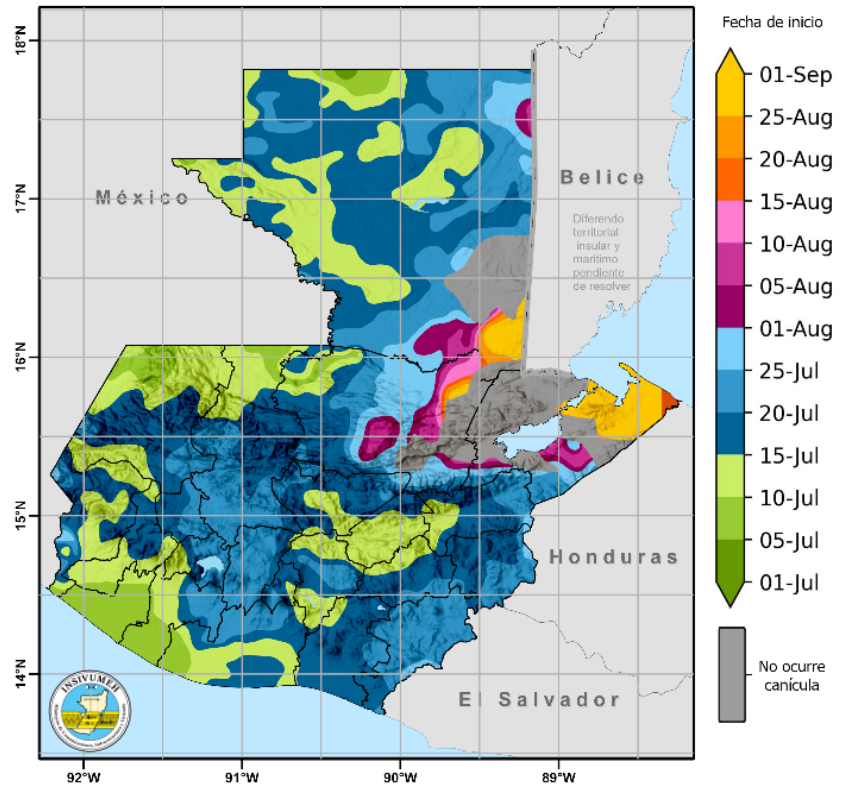 Fecha de inicio
18°N
17°N
16°N
15°N
14°N
92°W
91°W
90°W
89°W
México
Belice
Diferendo
territorial
insular y
marítimo
pendiente
de resolver
Honduras
El Salvador
INSIVUMEH
01-Sep
25-Aug
20-Aug
15-Aug
10-Aug
05-Aug
01-Aug
25-Jul
20-Jul
15-Jul
10-Jul
05-Jul
01-Jul
No ocurre
canícula